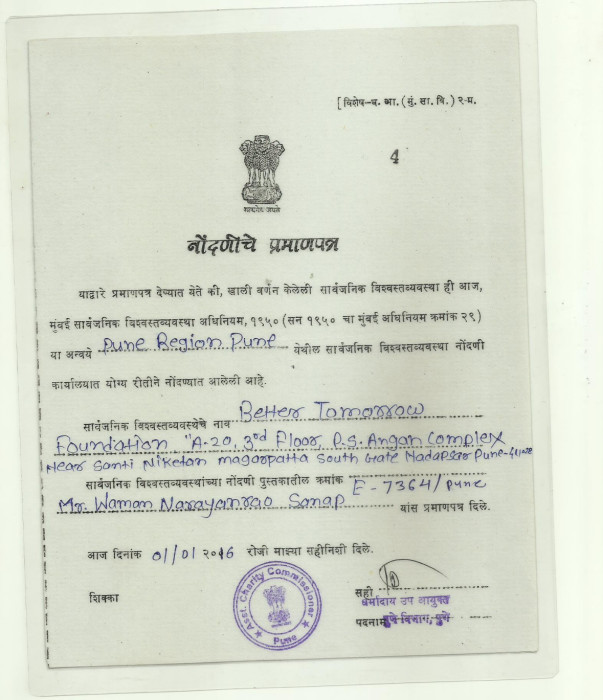 [विशेष-ध. आ. (मुं. सा. वि.) २-म.
4
सत्यमेव जयते
नोंदणीचे प्रमाणपत्र
याद्वारे प्रमाणपत्र देण्यात येते की, खाली वर्णन केलेली सार्वजनिक विश्वस्तव्यवस्था ही आज,
मुंबई सार्वजनिक विश्वस्तव्यवस्था अधिनियम, १९५० (सन १९५० चा मुंबई अधिनियम क्रमांक २९)
या अन्वये Pune Region Pune येथील सार्वजनिक विश्वस्तव्यवस्था नोंदणी
कार्यालयात योग्य रीतीने नोंदण्यात आलेली आहे.
सार्वजनिक विश्वस्तव्यवस्थेचे नाव Better Tomorrow
Foundation, "A-20, 3rd Floor, P.S. Angan Complex
Near Santi Niketan magarpatta South Gate Hadapsar Pune-411028
सार्वजनिक विश्वस्तव्यवस्थांच्या नोंदणी पुस्तकातील क्रमांक E-7364/Pune
Mr. Waman Narayanrao Sanap यांस प्रमाणपत्र दिले.
आज दिनांक 01/01 २०16 रोजी माझ्या सहीनिशी दिले.
शिक्का
Asst. Charity Commissioner
Pune
सही
धर्मादाय उप आयुक्त
पदनाम पुणे विभाग, पुणे